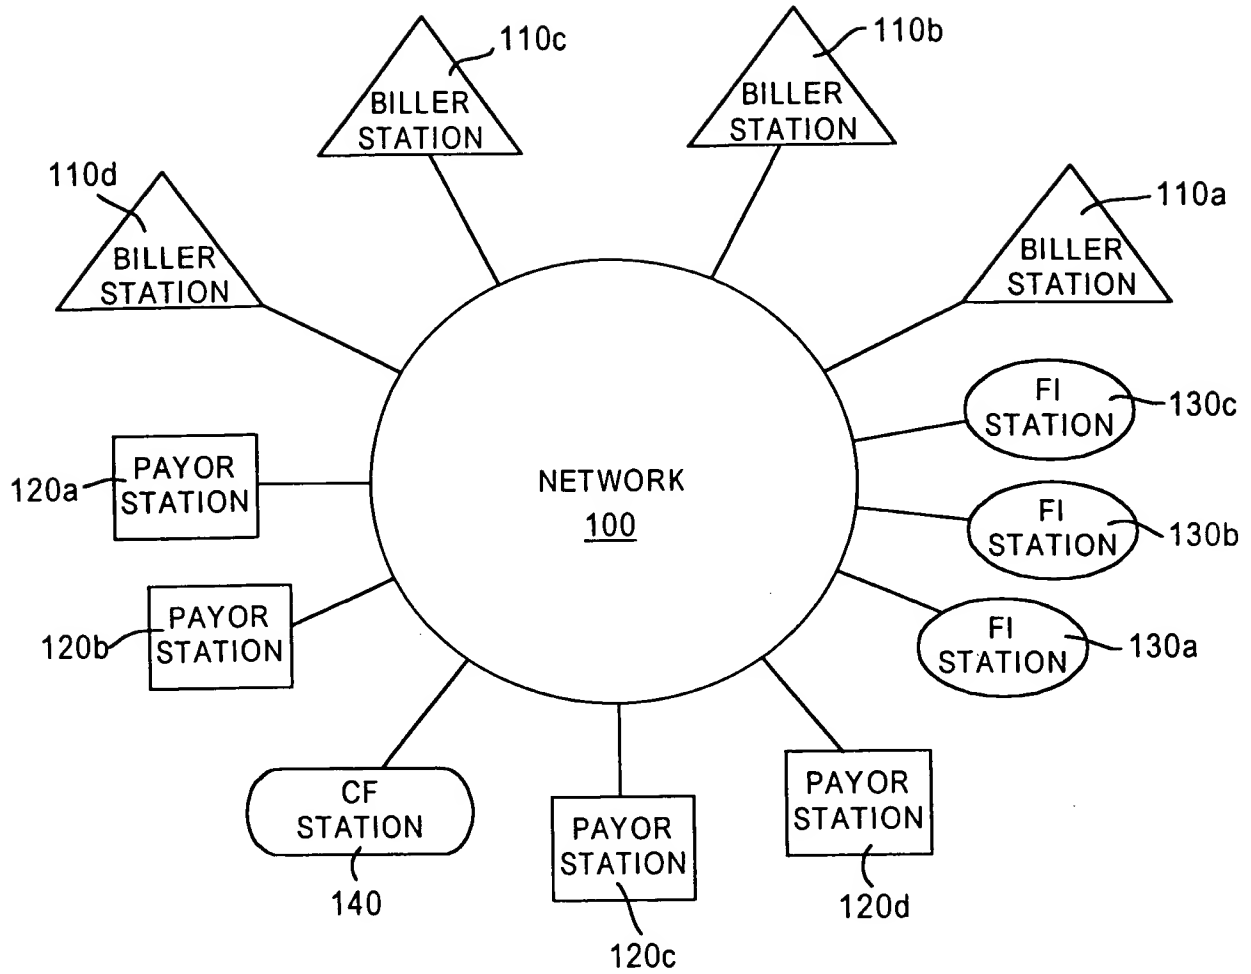 110c
BILLER
STATION
110b
BILLER
STATION
110d
BILLER
STATION
110a
BILLER
STATION
FI
STATION
130c
120a
PAYOR
STATION
NETWORK
100
FI
STATION
130b
120b
PAYOR
STATION
FI
STATION
130a
CF
STATION
140
PAYOR
STATION
120c
PAYOR
STATION
120d